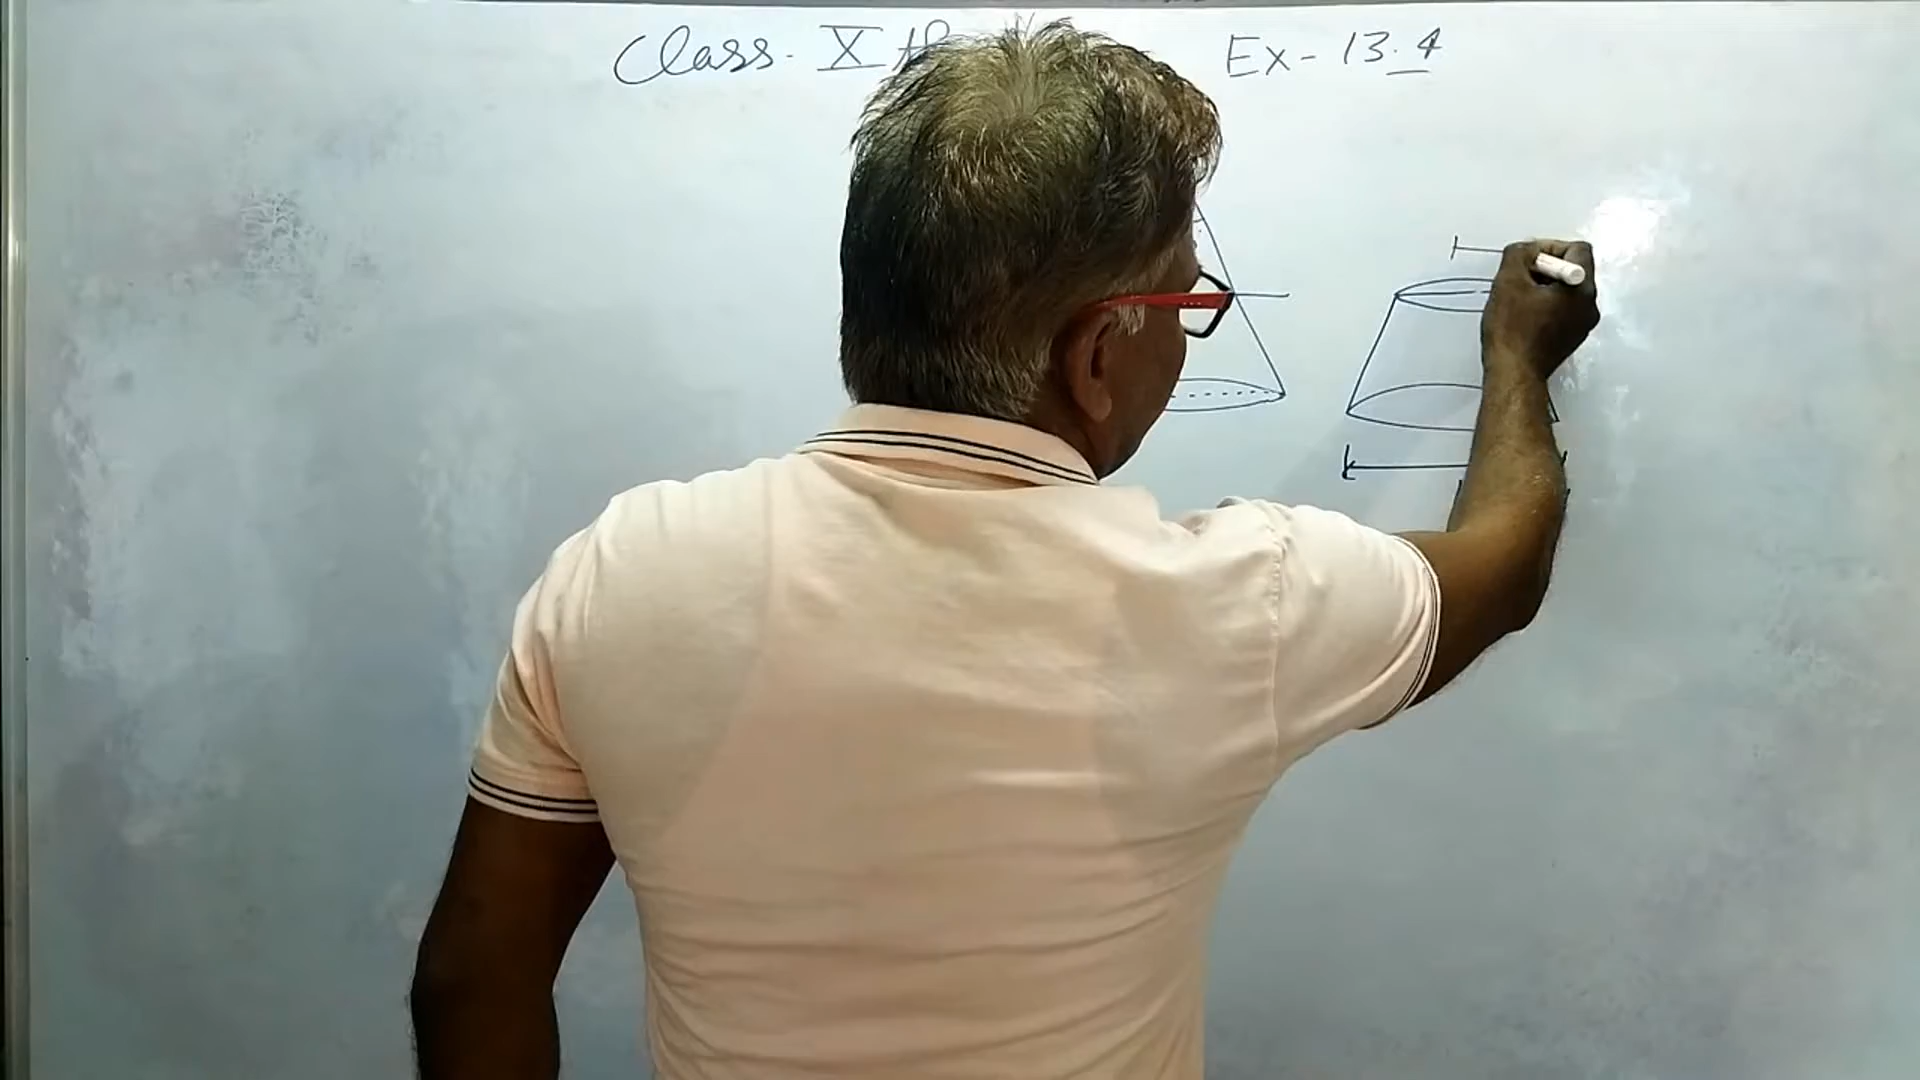 Class - X th Ex - 13.4